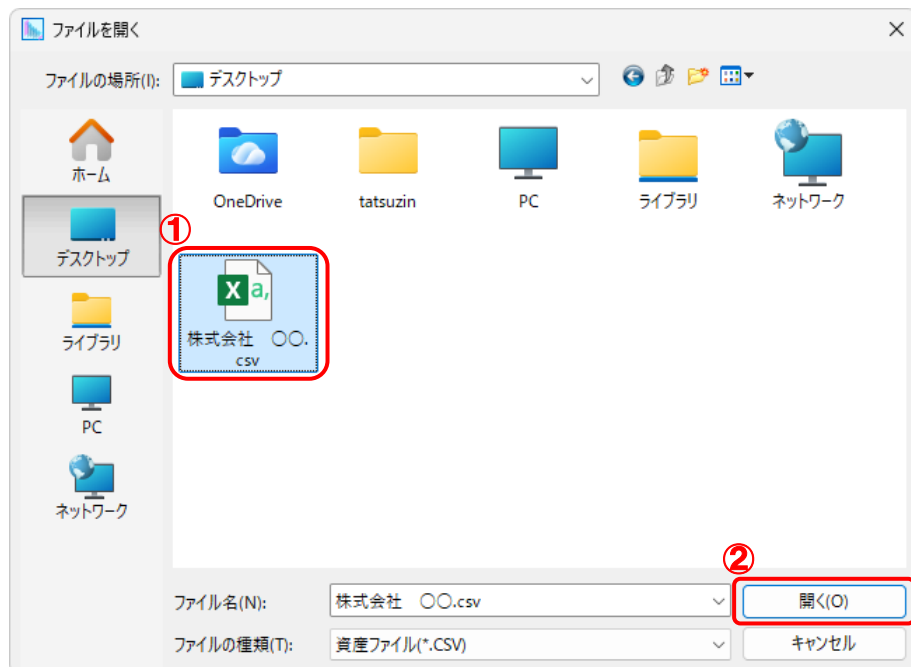 ファイルを開く
ファイルの場所(I):
デスクトップ
ホーム
デスクトップ
ライブラリ
PC
ネットワーク
OneDrive
tatsuzin
PC
ライブラリ
ネットワーク
①
X a,
株式会社　〇〇.
csv
②
ファイル名(N):
株式会社　〇〇.csv
開く(O)
ファイルの種類(T):
資産ファイル(*.CSV)
キャンセル